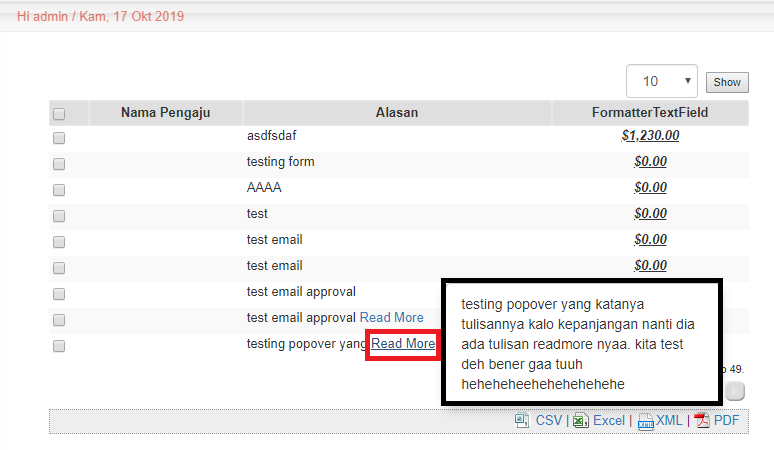 Hi admin / Kam, 17 Okt 2019
10 Show
Nama Pengaju Alasan FormatterTextField
asdfsdaf $1,230.00
testing form $0.00
AAAA $0.00
test $0.00
test email $0.00
test email $0.00
test email approval
test email approval Read More
testing popover yang Read More
testing popover yang katanya
tulisannya kalo kepanjangan nanti dia
ada tulisan readmore nyaa. kita test
deh bener gaa tuuh
heheheheehehehehehehe
49.
CSV | Excel | XML | PDF